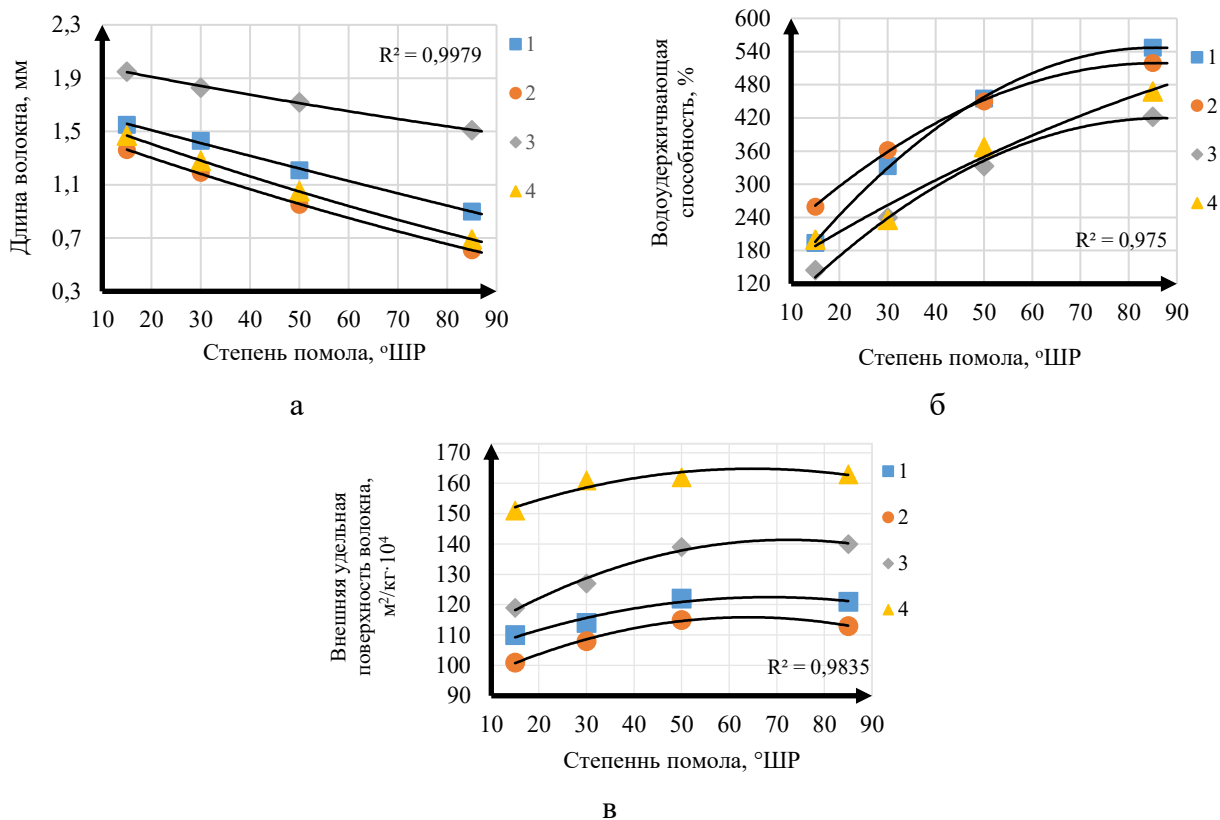 Длина волокна, мм
2,3
1,9
1,5
1,1
0,7
0,3
10 20 30 40 50 60 70 80 90
Степень помола, °ШР
R² = 0,9979
1
2
3
4
а
Водоудерживающая
способность, %
600
540
480
420
360
300
240
180
120
10 20 30 40 50 60 70 80 90
Степень помола, °ШР
R² = 0,975
1
2
3
4
б
Внешняя удельная
поверхность волокна,
м²/кг·10⁴
170
160
150
140
130
120
110
100
90
10 20 30 40 50 60 70 80 90
Степеннь помола, °ШР
R² = 0,9835
1
2
3
4
в